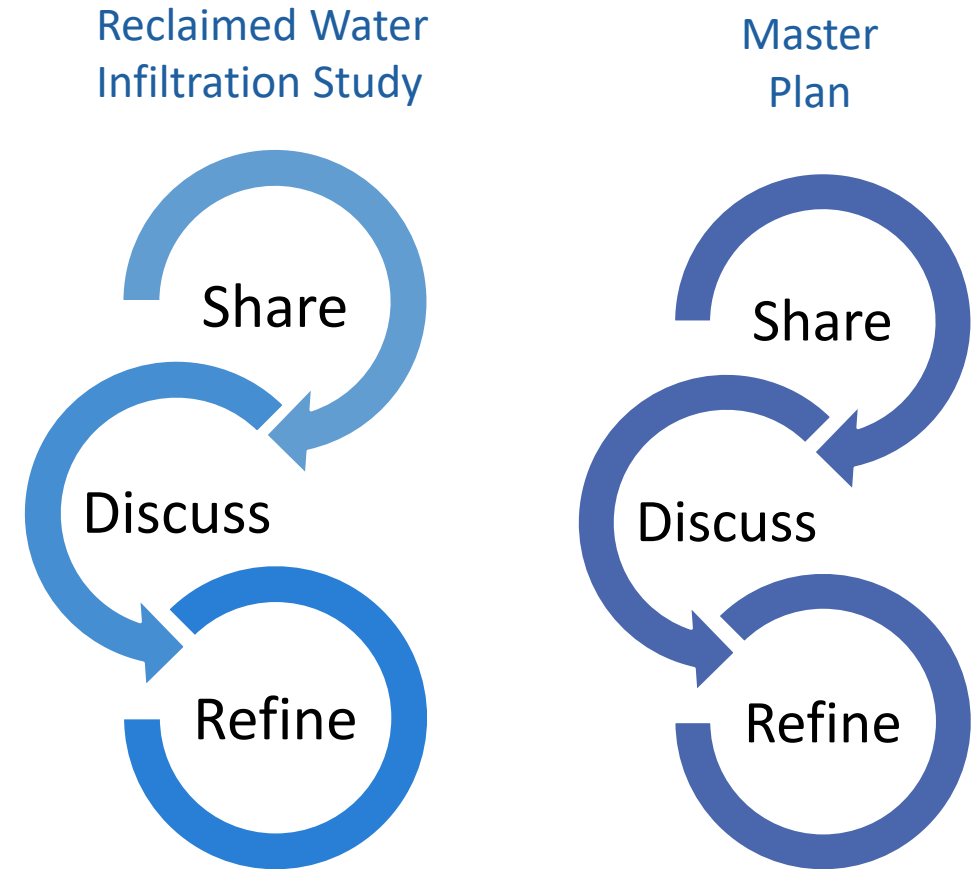 Reclaimed Water
Infiltration Study
Share
Discuss
Refine
Master
Plan
Share
Discuss
Refine